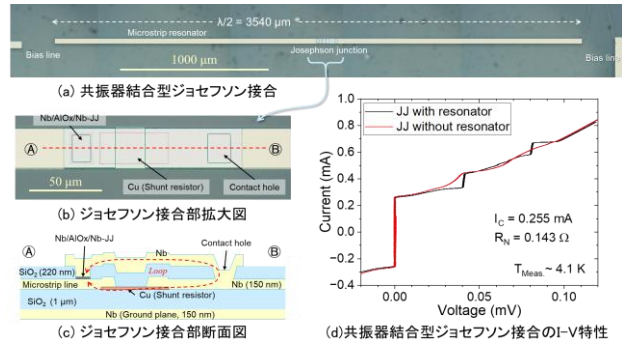 λ/2 = 3540 μm
Microstrip resonator
Bias line
Josephson junction
Bias line
1000 μm
(a) 共振器結合型ジョセフソン接合
Nb/AlOx/Nb-JJ
Ⓐ
Ⓑ
50 μm
Cu (Shunt resistor)
Contact hole
(b) ジョセフソン接合部拡大図
Ⓐ
Nb/AlOx/Nb-JJ
Nb
Contact hole
Ⓑ
SiO₂ (220 nm)
Loop
Microstrip line
Nb (150 nm)
Cu (Shunt resistor)
SiO₂ (1 μm)
Nb (Ground plane, 150 nm)
(c) ジョセフソン接合部断面図
1.0
0.8
0.6
0.4
0.2
0.0
−0.2
−0.4
Current (mA)
JJ with resonator
JJ without resonator
I_C = 0.255 mA
R_N = 0.143 Ω
T_Meas. ~ 4.1 K
0.00
0.05
0.10
Voltage (mV)
(d)共振器結合型ジョセフソン接合のI-V特性